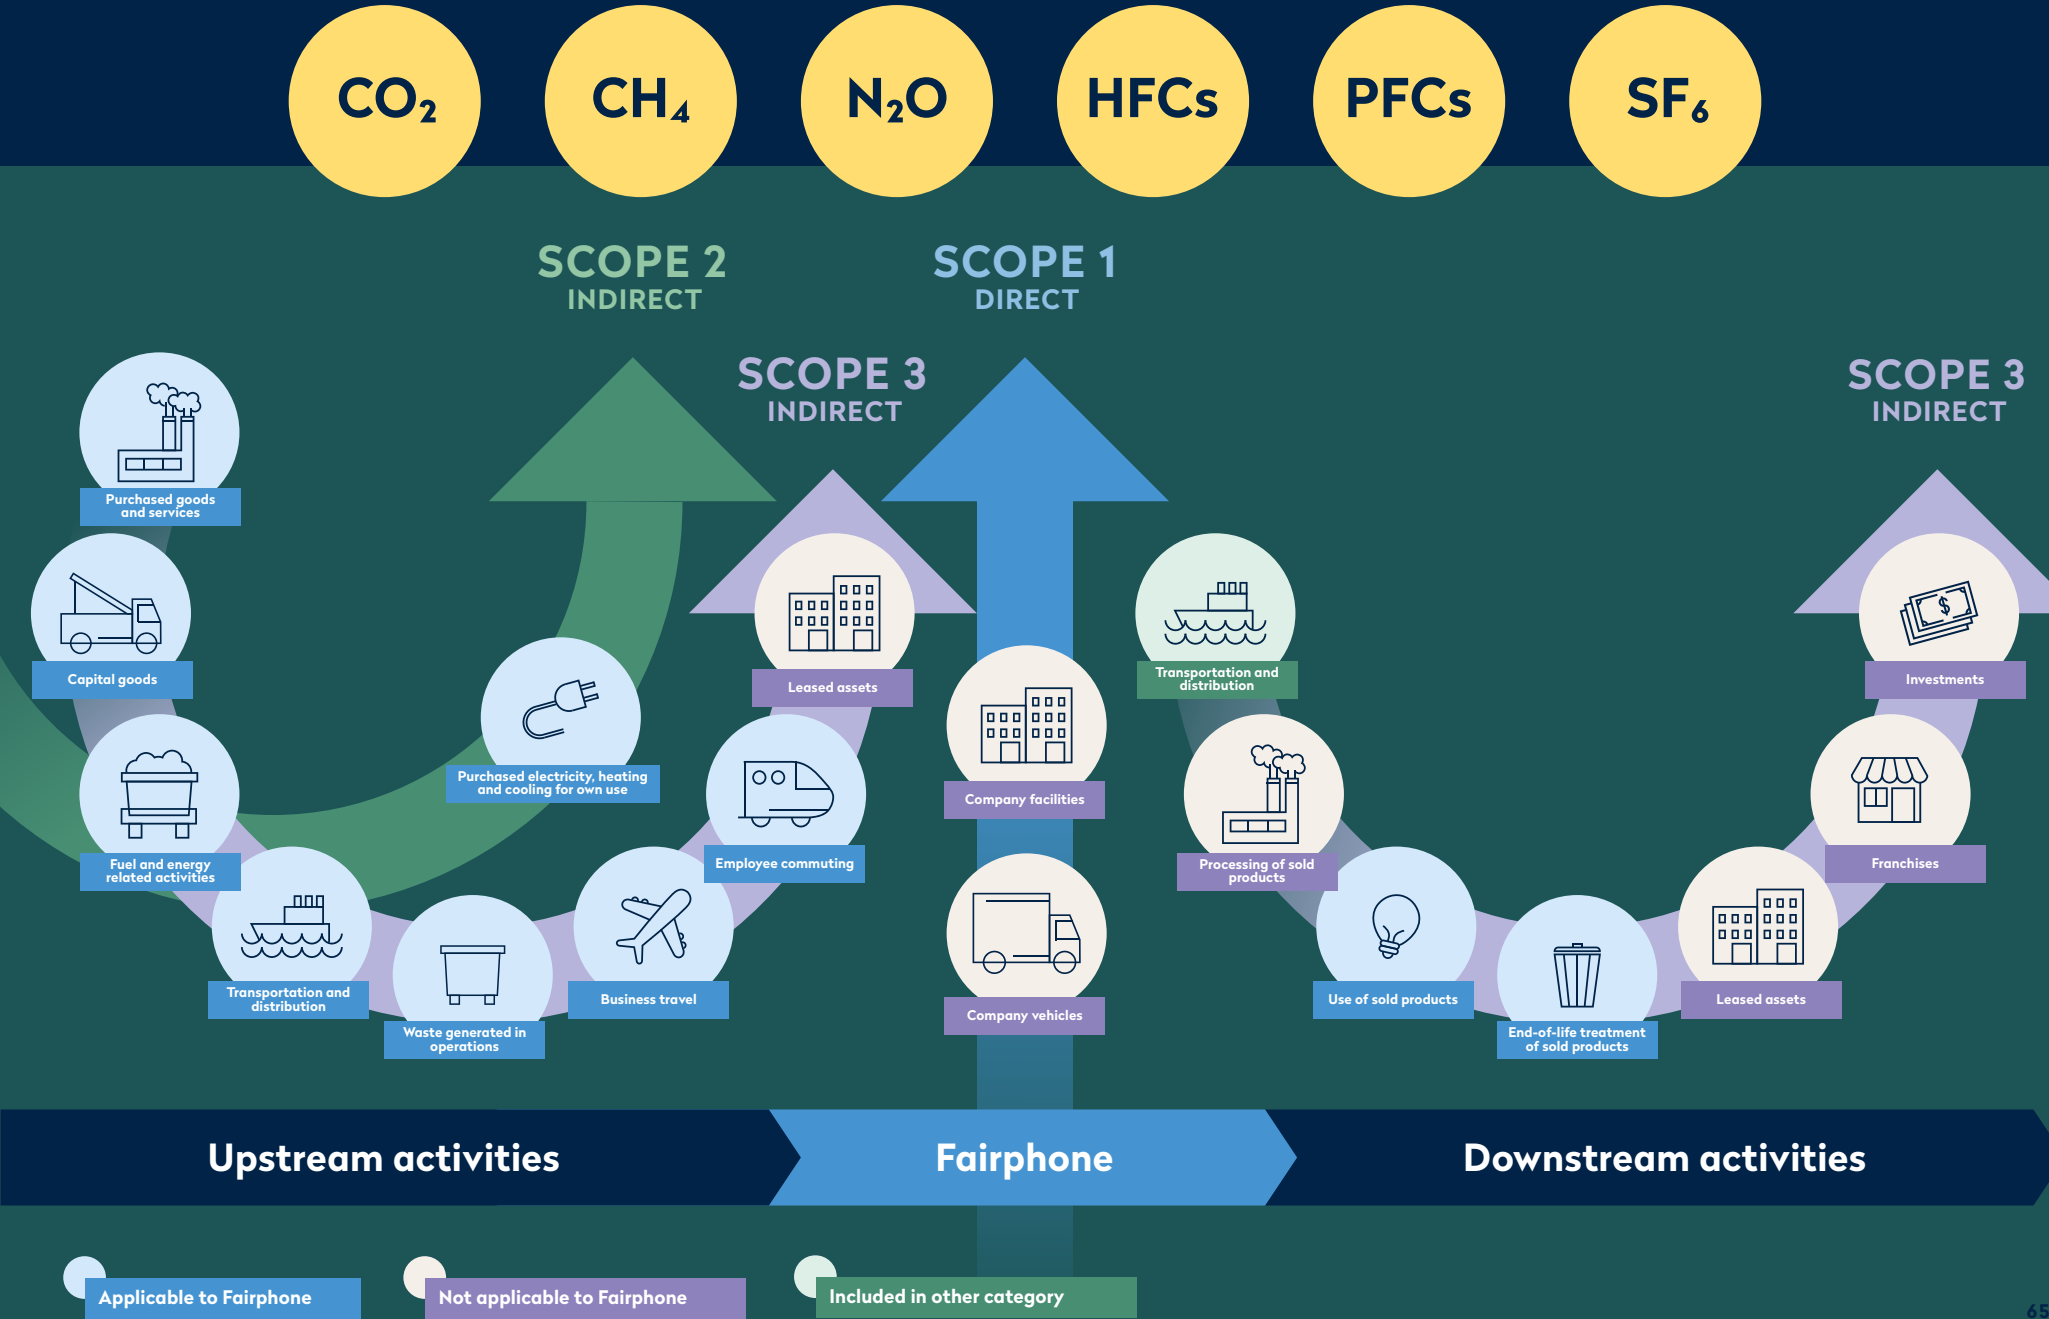 CO₂
CH₄
N₂O
HFCs
PFCs
SF₆
SCOPE 2
INDIRECT
SCOPE 1
DIRECT
SCOPE 3
INDIRECT
SCOPE 3
INDIRECT
Purchased goods
and services
Capital goods
Fuel and energy
related activities
Transportation and
distribution
Waste generated in
operations
Business travel
Employee commuting
Leased assets
Purchased electricity, heating
and cooling for own use
Company facilities
Company vehicles
Transportation and
distribution
Processing of sold
products
Use of sold products
End-of-life treatment
of sold products
Leased assets
Franchises
Investments
$
Upstream activities
Fairphone
Downstream activities
Applicable to Fairphone
Not applicable to Fairphone
Included in other category
65